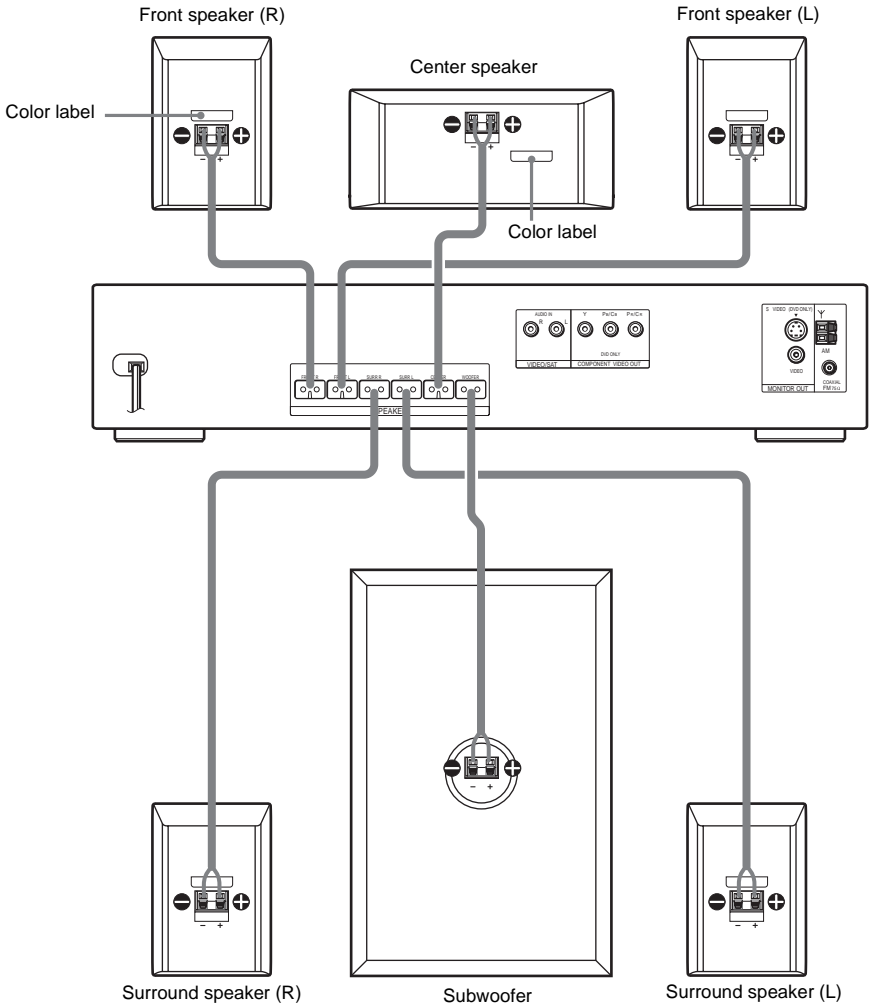 Front speaker (R)
Front speaker (L)
Center speaker
Color label
Color label
− +
− +
− +
AUDIO IN
R L
Y PB/CB PR/CR
DVD ONLY
VIDEO/SAT COMPONENT VIDEO OUT
S VIDEO (DVD ONLY)
VIDEO
MONITOR OUT
AM
COAXIAL
FM 75Ω
SURR R SURR L WOOFER
− +
− +
− +
Surround speaker (R)
Subwoofer
Surround speaker (L)